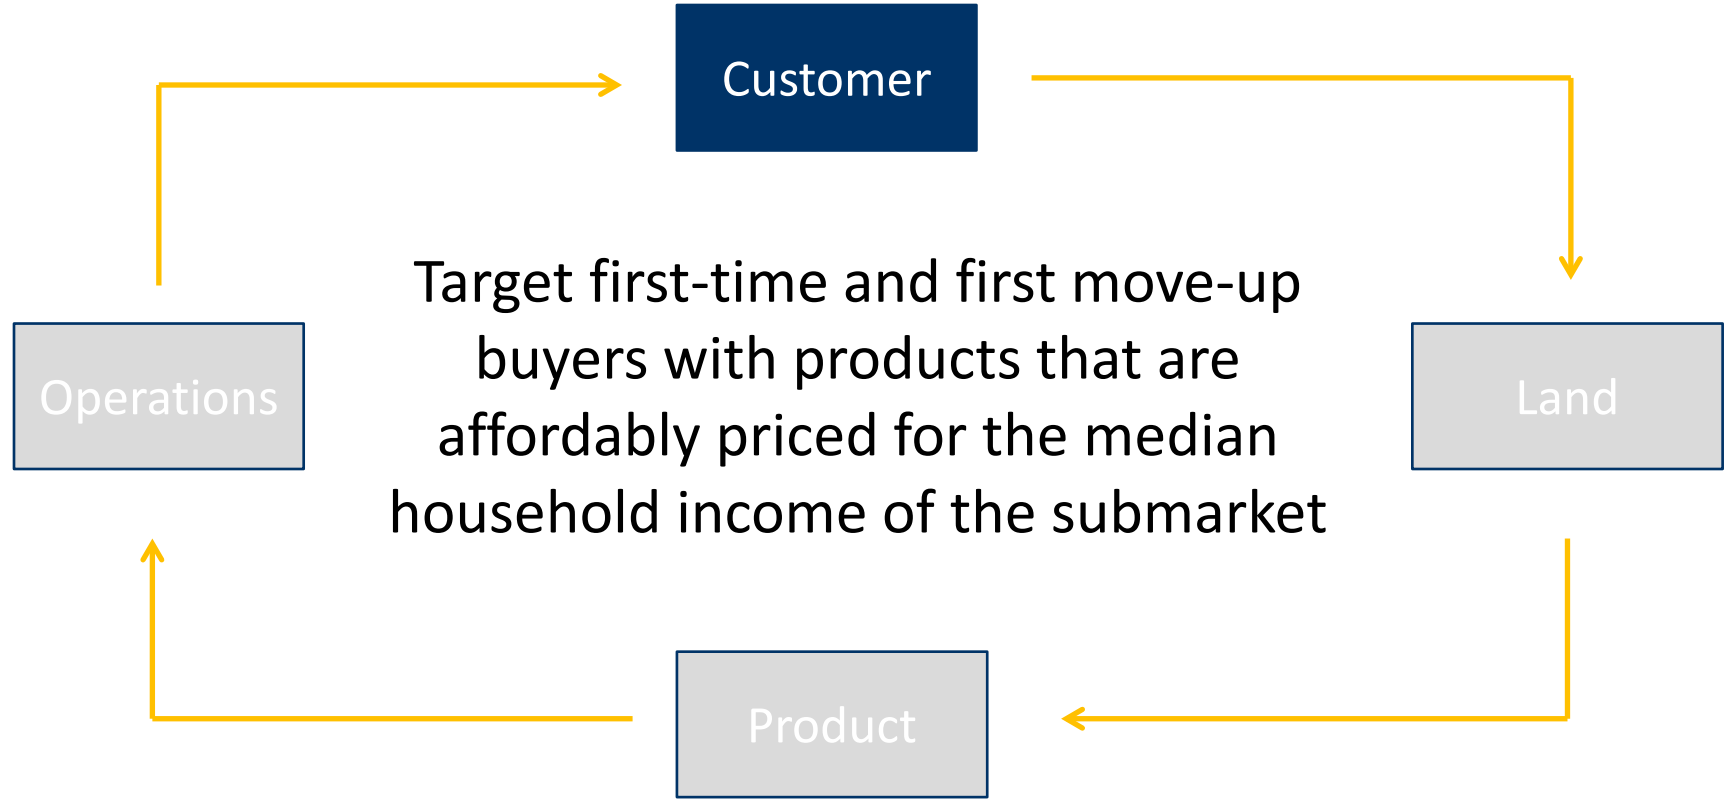 Customer
Target first-time and first move-up
buyers with products that are
affordably priced for the median
household income of the submarket
Operations
Land
Product